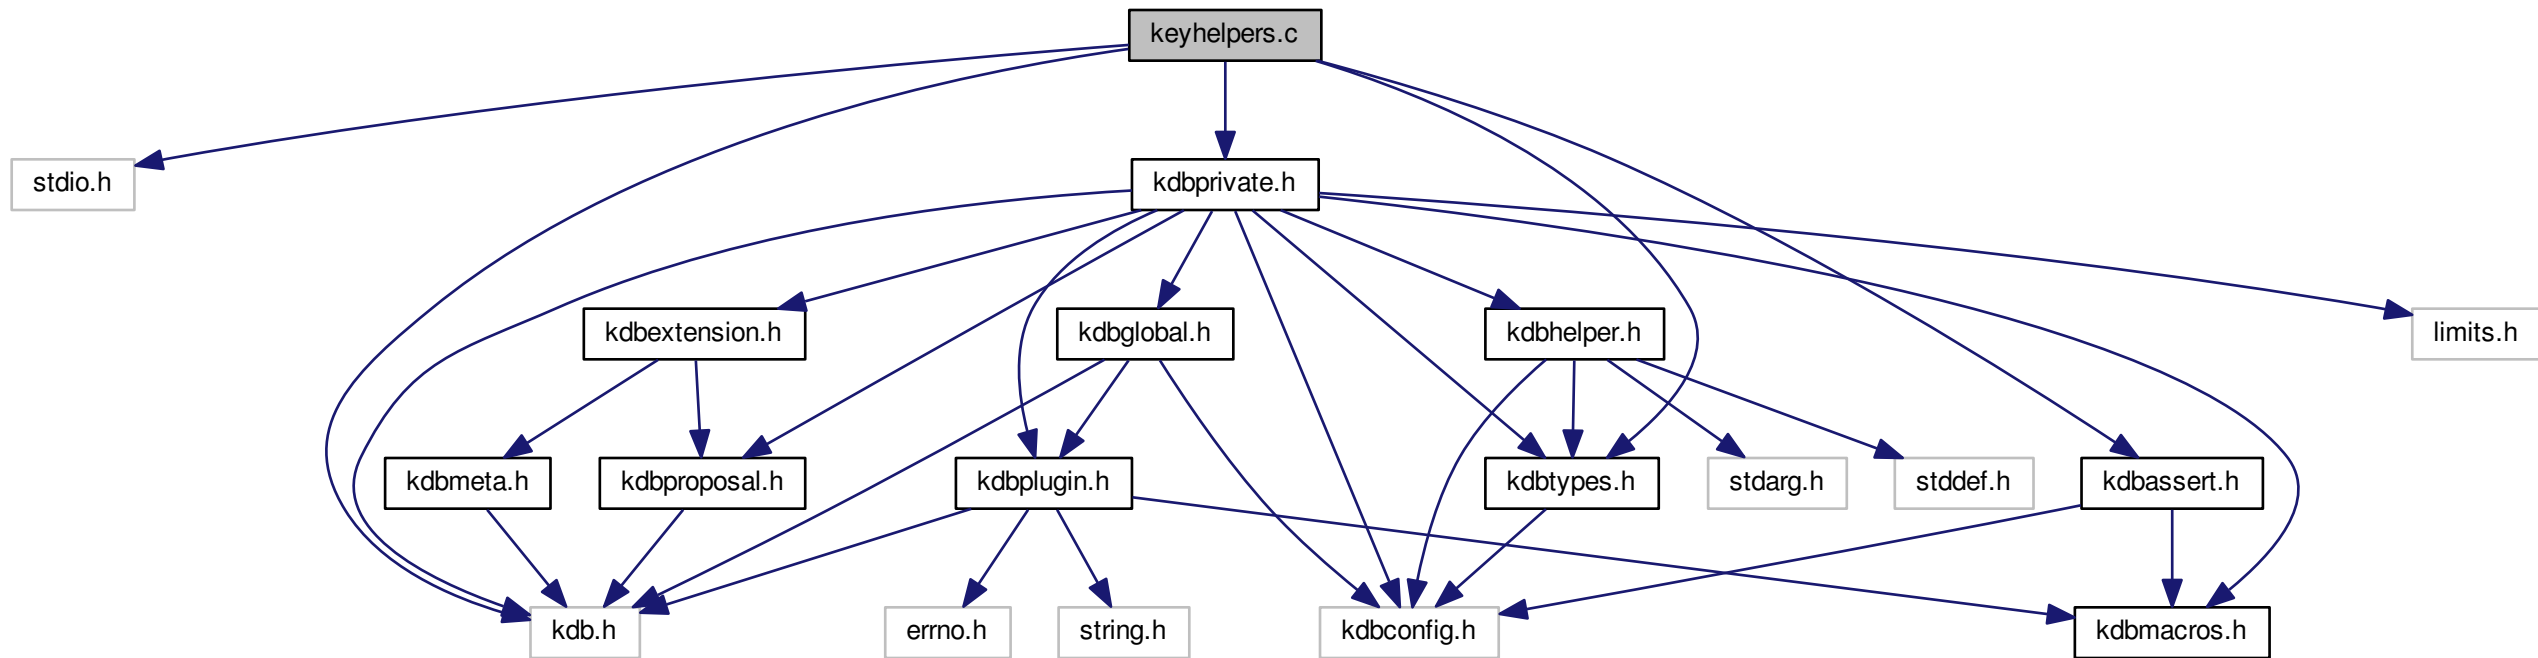 keyhelpers.c
stdio.h
kdbprivate.h
kdbextension.h
kdbglobal.h
kdbhelper.h
limits.h
kdbmeta.h
kdbproposal.h
kdbplugin.h
kdbtypes.h
stdarg.h
stddef.h
kdbassert.h
kdb.h
errno.h
string.h
kdbconfig.h
kdbmacros.h